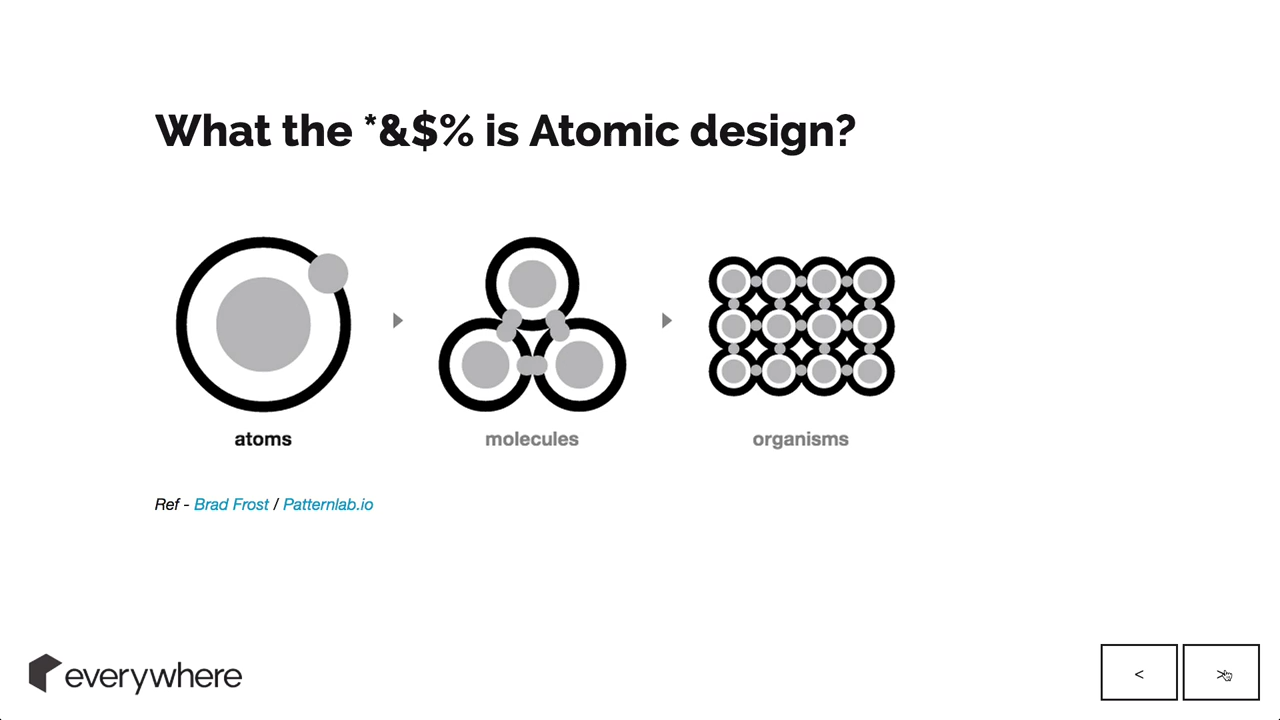 What the *&$% is Atomic design?
atoms
molecules
organisms
Ref - Brad Frost / Patternlab.io
everywhere
<
>